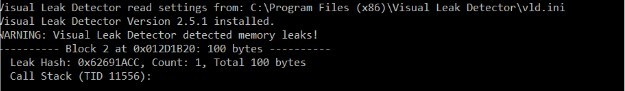 Visual Leak Detector read settings from: C:\Program Files (x86)\Visual Leak Detector\vld.ini
Visual Leak Detector Version 2.5.1 installed.
WARNING: Visual Leak Detector detected memory leaks!
---------- Block 2 at 0x012D1B20: 100 bytes ----------
  Leak Hash: 0x62691ACC, Count: 1, Total 100 bytes
  Call Stack (TID 11556):